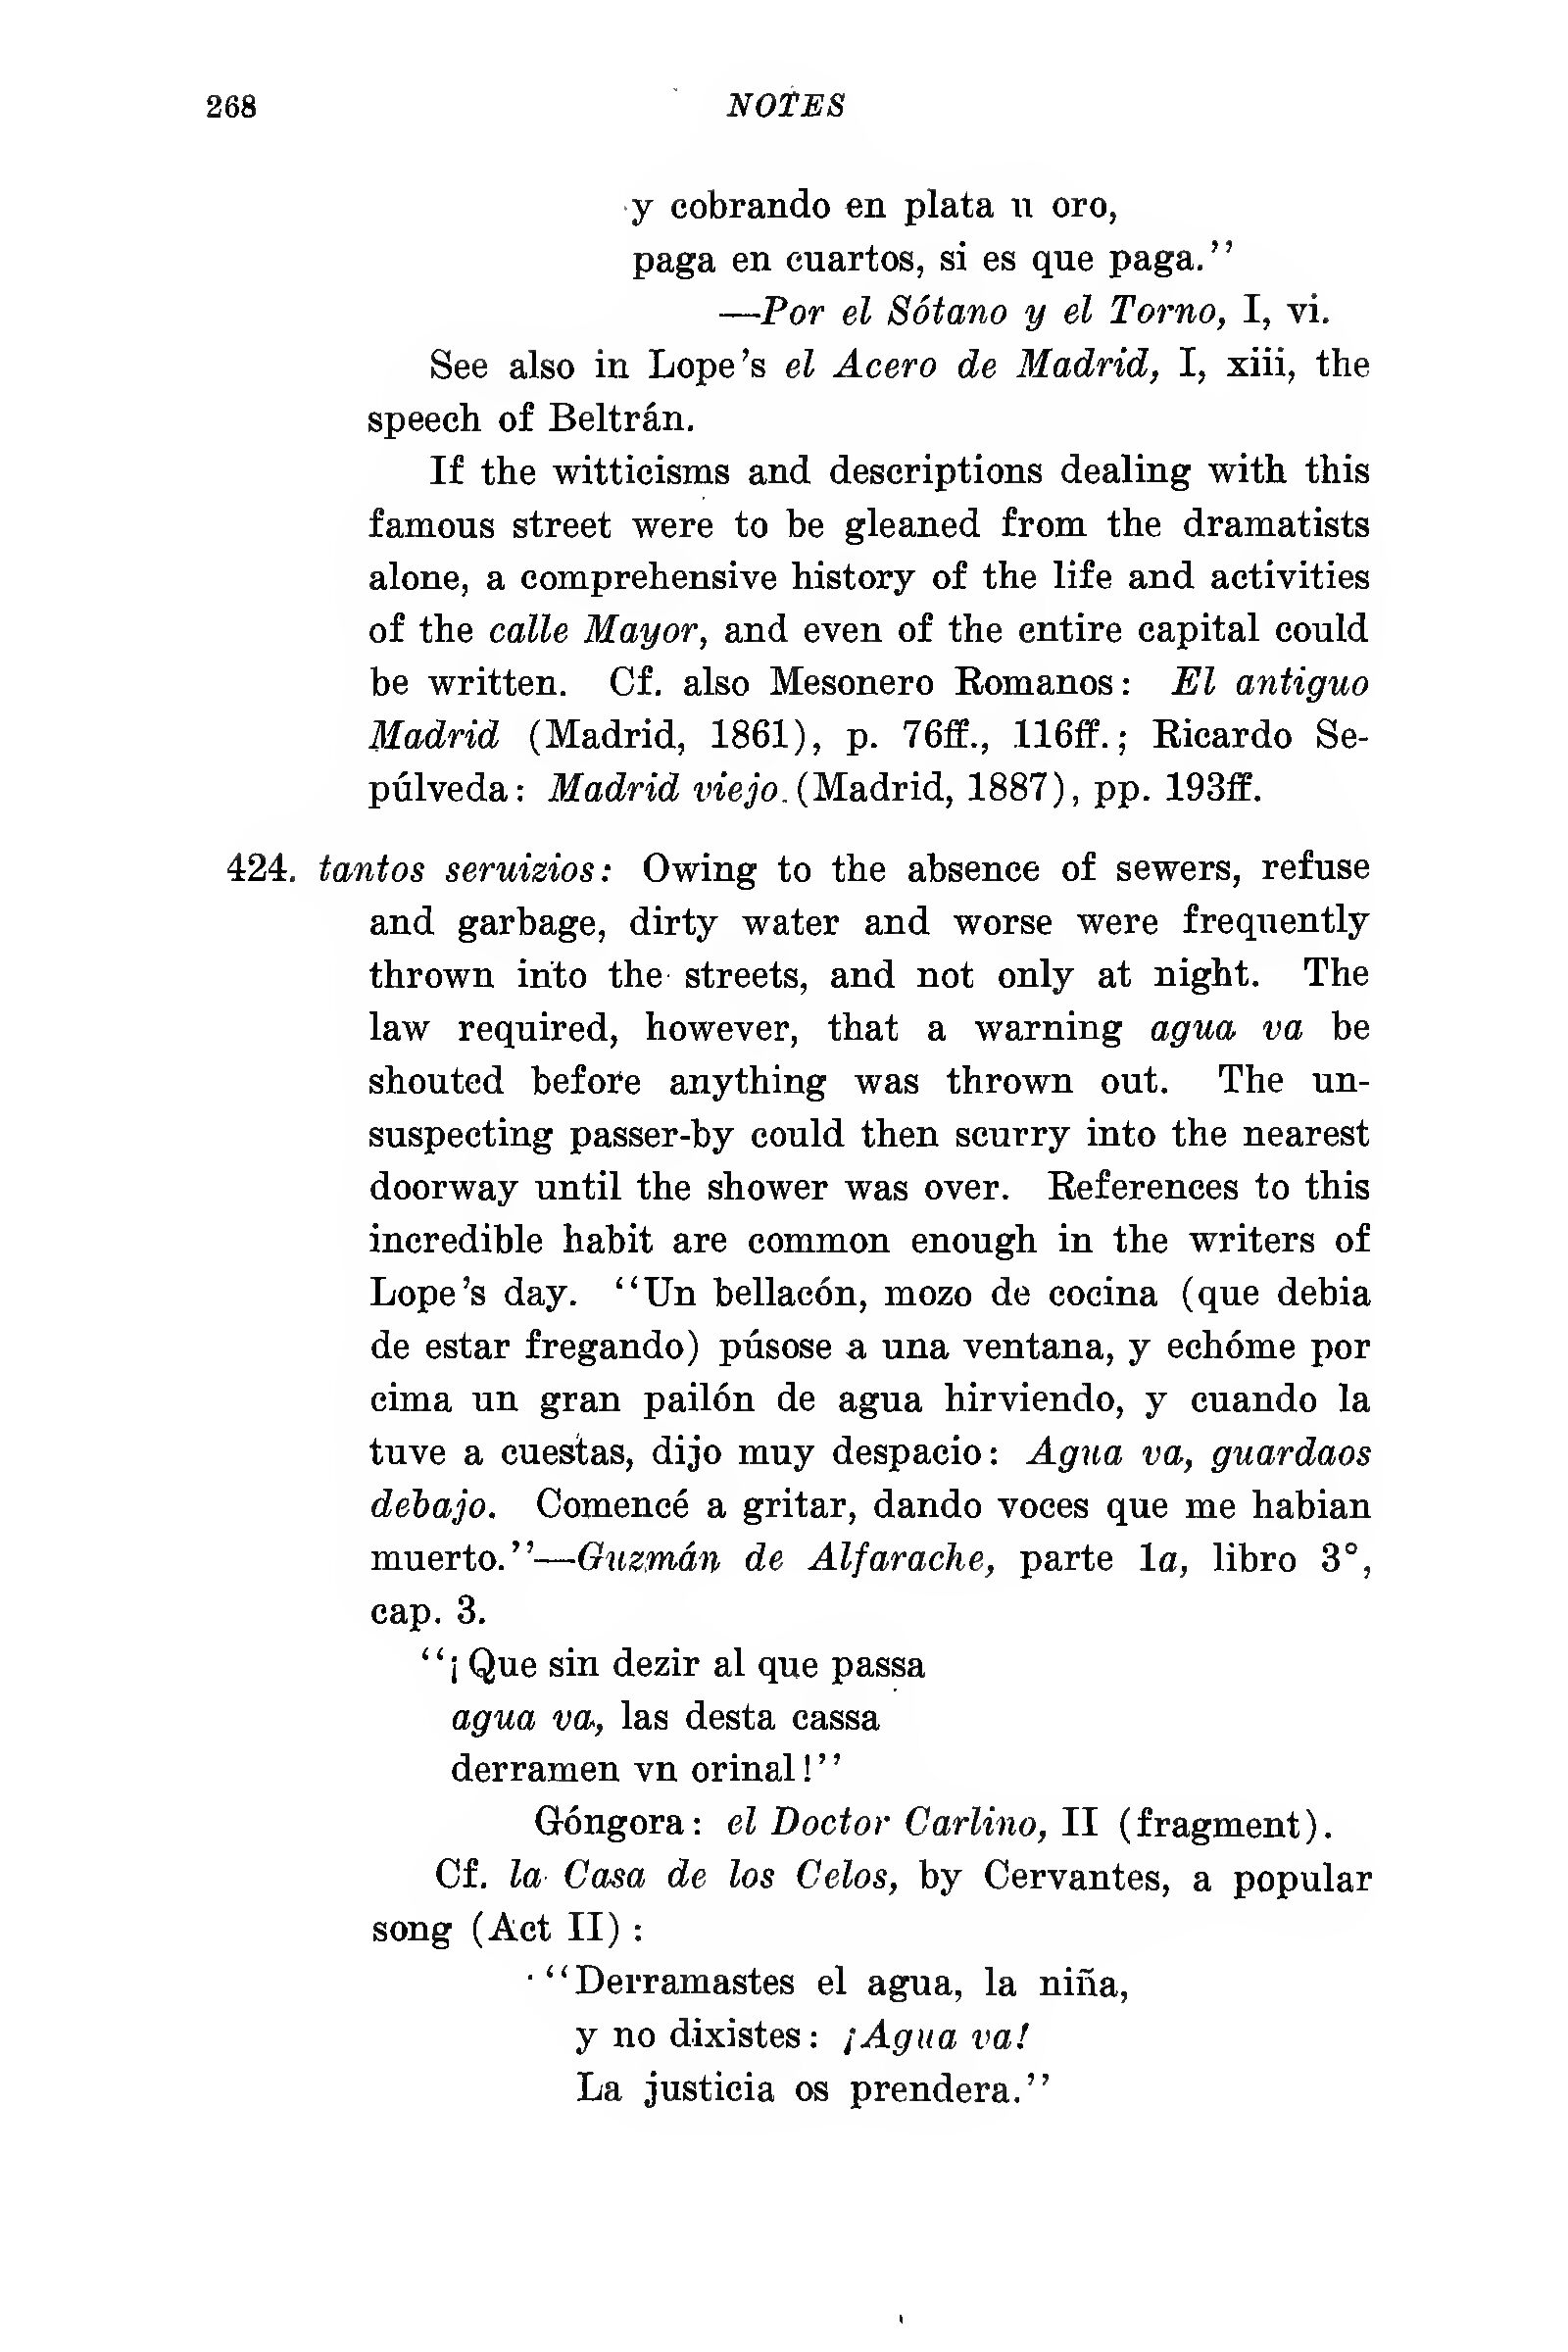 268 NOTES
y cobrando en plata u oro,
paga en cuartos, si es que paga.''
—Por el Sótano y el Torno, I, vi.
See also in Lope's el Acero de Madrid, I, xiii, the
speech of Beltrán.
If the witticisms and descriptions dealing with this
famous street were to be gleaned from the dramatists
alone, a comprehensive history of the life and activities
of the calle Mayor, and even of the entire capital could
be written. Cf. also Mesonero Romanos: El antiguo
Madrid (Madrid, 1861), p. 76ff., 116ff.; Ricardo Se-
púlveda: Madrid viejo (Madrid, 1887), pp. 193ff.
424. tantos seruizios: Owing to the absence of sewers, refuse
and garbage, dirty water and worse were frequently
thrown into the streets, and not only at night. The
law required, however, that a warning agua va be
shouted before anything was thrown out. The un-
suspecting passer-by could then scurry into the nearest
doorway until the shower was over. References to this
incredible habit are common enough in the writers of
Lope's day. ''Un bellacón, mozo de cocina (que debia
de estar fregando) púsose a una ventana, y echóme por
cima un gran pailón de agua hirviendo, y cuando la
tuve a cuestas, dijo muy despacio: Agua va, guardaos
debajo. Comencé a gritar, dando voces que me habian
muerto.''—Guzmán de Alfarache, parte 1a, libro 3°,
cap. 3.
''¡Que sin dezir al que passa
agua va, las desta cassa
derramen vn orinal!''
Góngora: el Doctor Carlino, II (fragment).
Cf. la Casa de los Celos, by Cervantes, a popular
song (Act II):
''Derramastes el agua, la niña,
y no dixistes: ¡Agua va!
La justicia os prendera.''